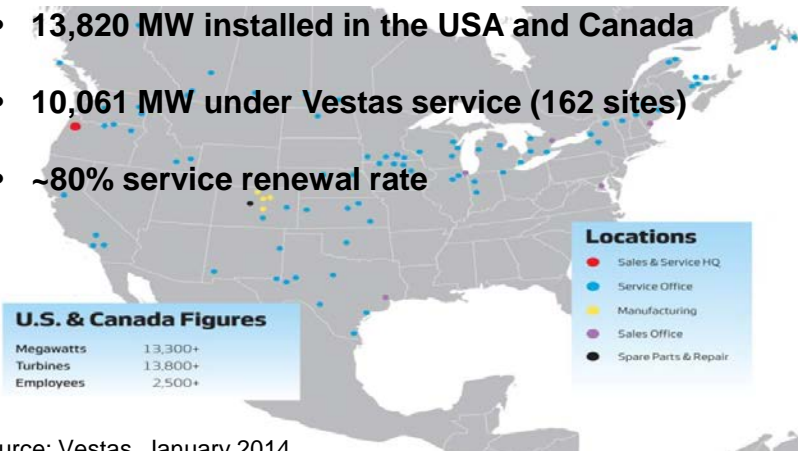 • 13,820 MW installed in the USA and Canada
• 10,061 MW under Vestas service (162 sites)
• ~80% service renewal rate
Locations
Sales & Service HQ
Service Office
Manufacturing
Sales Office
Spare Parts & Repair
U.S. & Canada Figures
Megawatts 13,300+
Turbines 13,800+
Employees 2,500+
urce: Vestas, January 2014